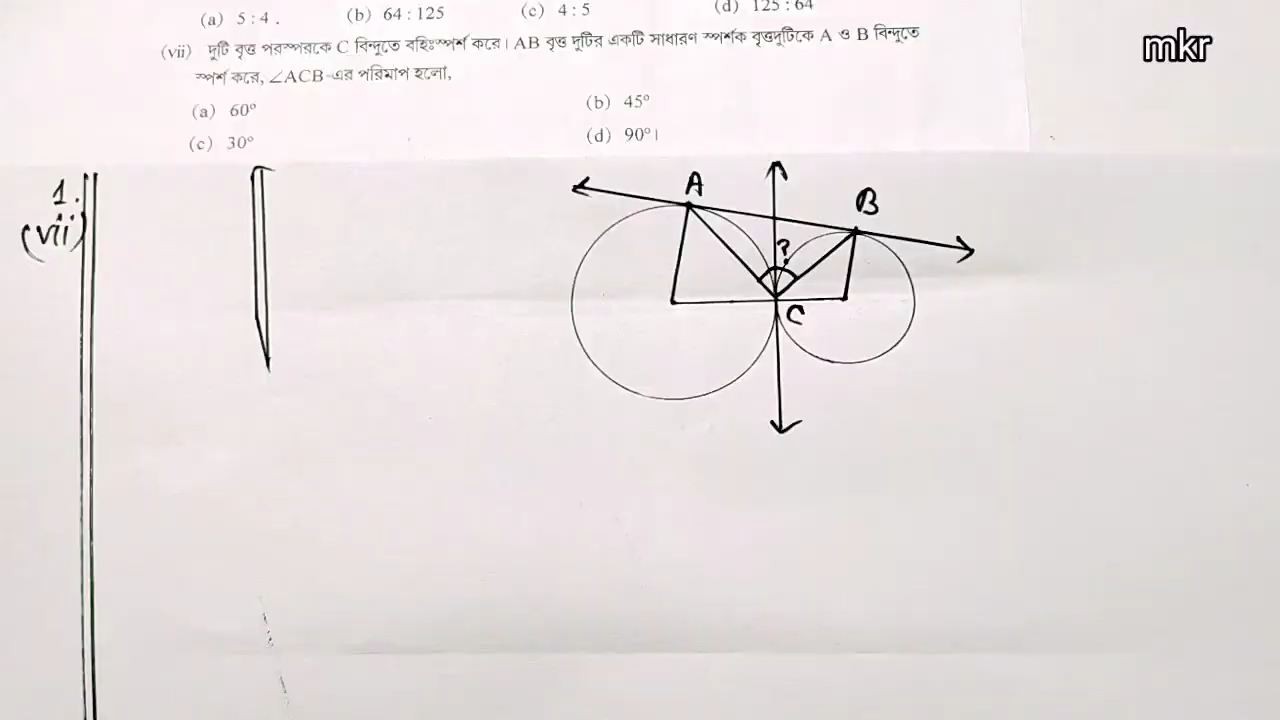 (a) 5 : 4 . (b) 64 : 125 (c) 4 : 5 (d) 125 : 64
mkr
(vii) দুটি বৃত্ত পরস্পরকে C বিন্দুতে বহিঃস্পর্শ করে। AB বৃত্ত দুটির একটি সাধারণ স্পর্শক বৃত্তদুটিকে A ও B বিন্দুতে
স্পর্শ করে, ∠ACB-এর পরিমাপ হলো,
(a) 60° (b) 45°
(c) 30° (d) 90°।
1.
(vii)
A
B
?
C